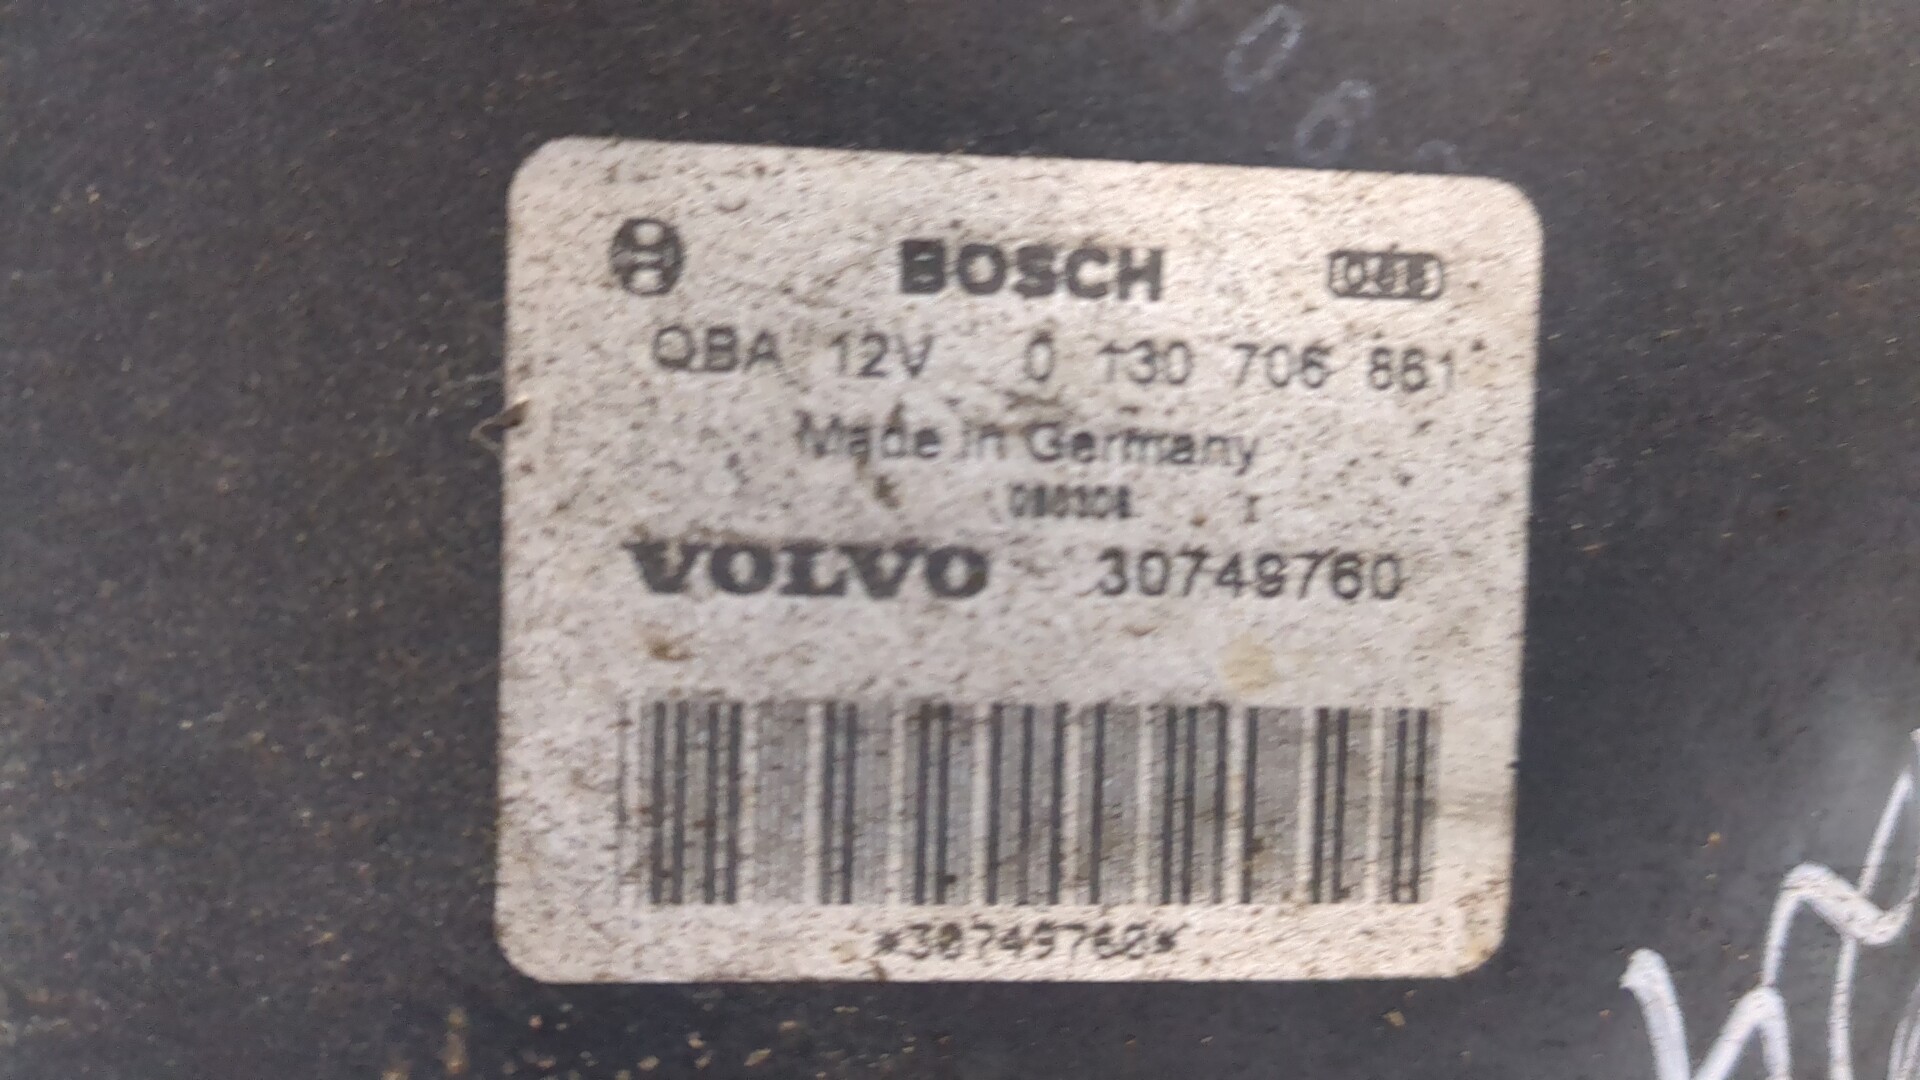 BOSCH
QBA 12V 0 130 706 861
Made in Germany
VOLVO 30749760
*30749760*